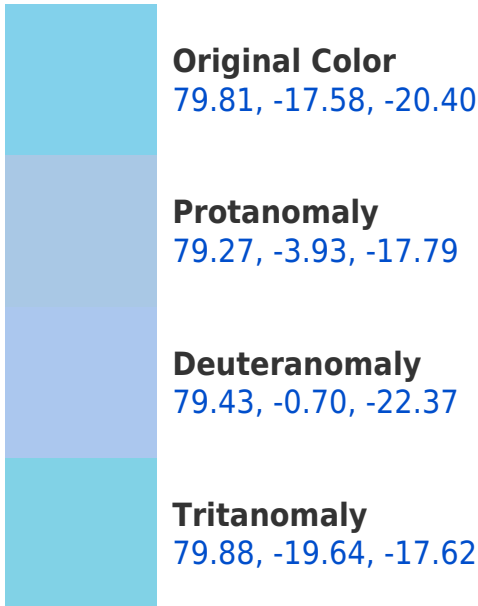 Original Color
79.81, -17.58, -20.40
Protanomaly
79.27, -3.93, -17.79
Deuteranomaly
79.43, -0.70, -22.37
Tritanomaly
79.88, -19.64, -17.62